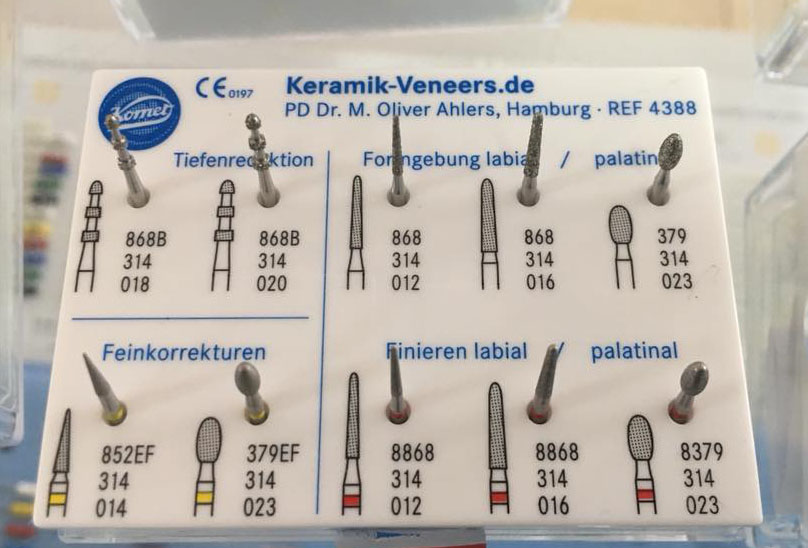 Komet
CE 0197
Keramik-Veneers.de
PD Dr. M. Oliver Ahlers, Hamburg · REF 4388
Tiefenreduktion
Formgebung labial / palatinal
868B
314
018
868B
314
020
868
314
012
868
314
016
379
314
023
Feinkorrekturen
Finieren labial / palatinal
852EF
314
014
379EF
314
023
8868
314
012
8868
314
016
8379
314
023